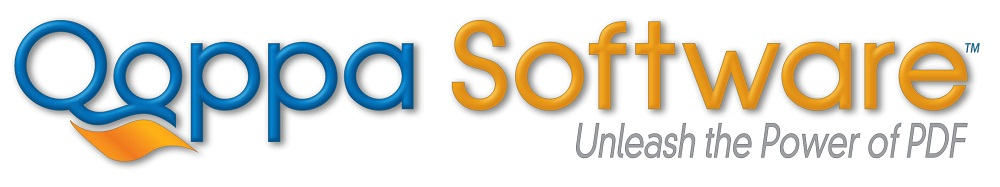 Qoppa Software™
Unleash the Power of PDF